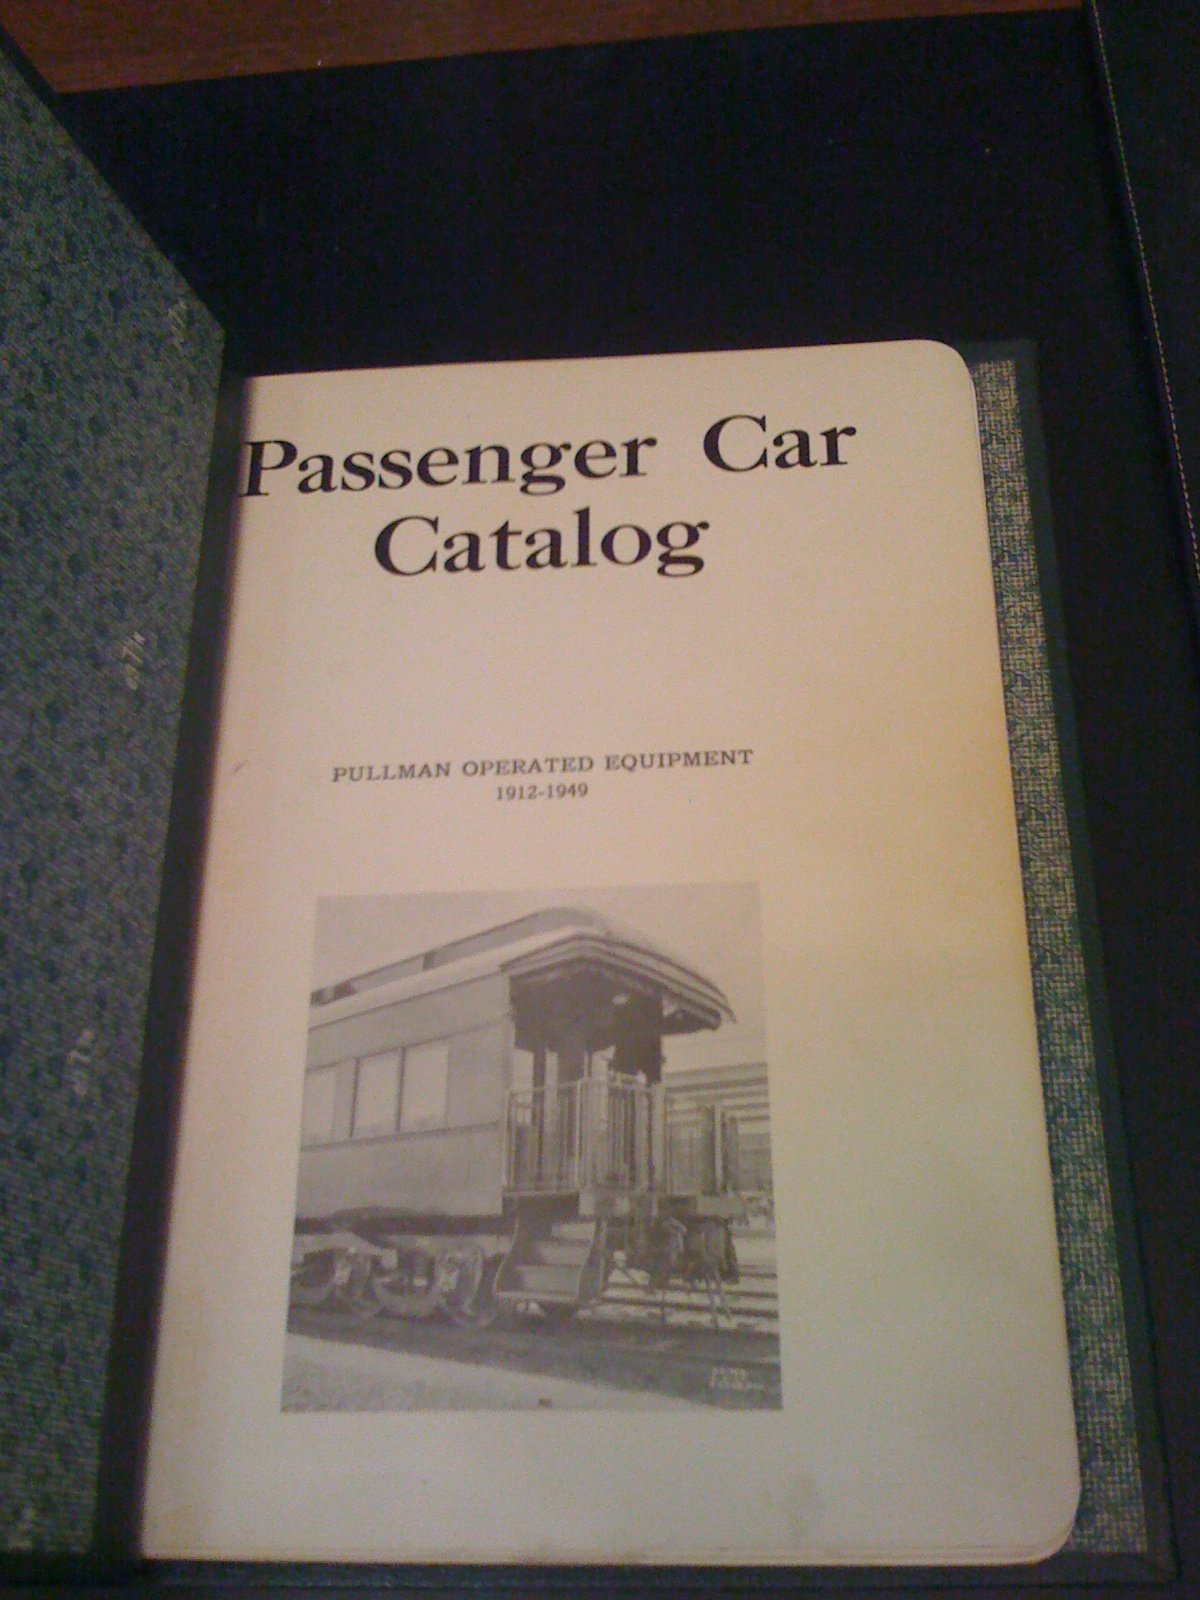 Passenger Car
Catalog
PULLMAN OPERATED EQUIPMENT
1912-1949